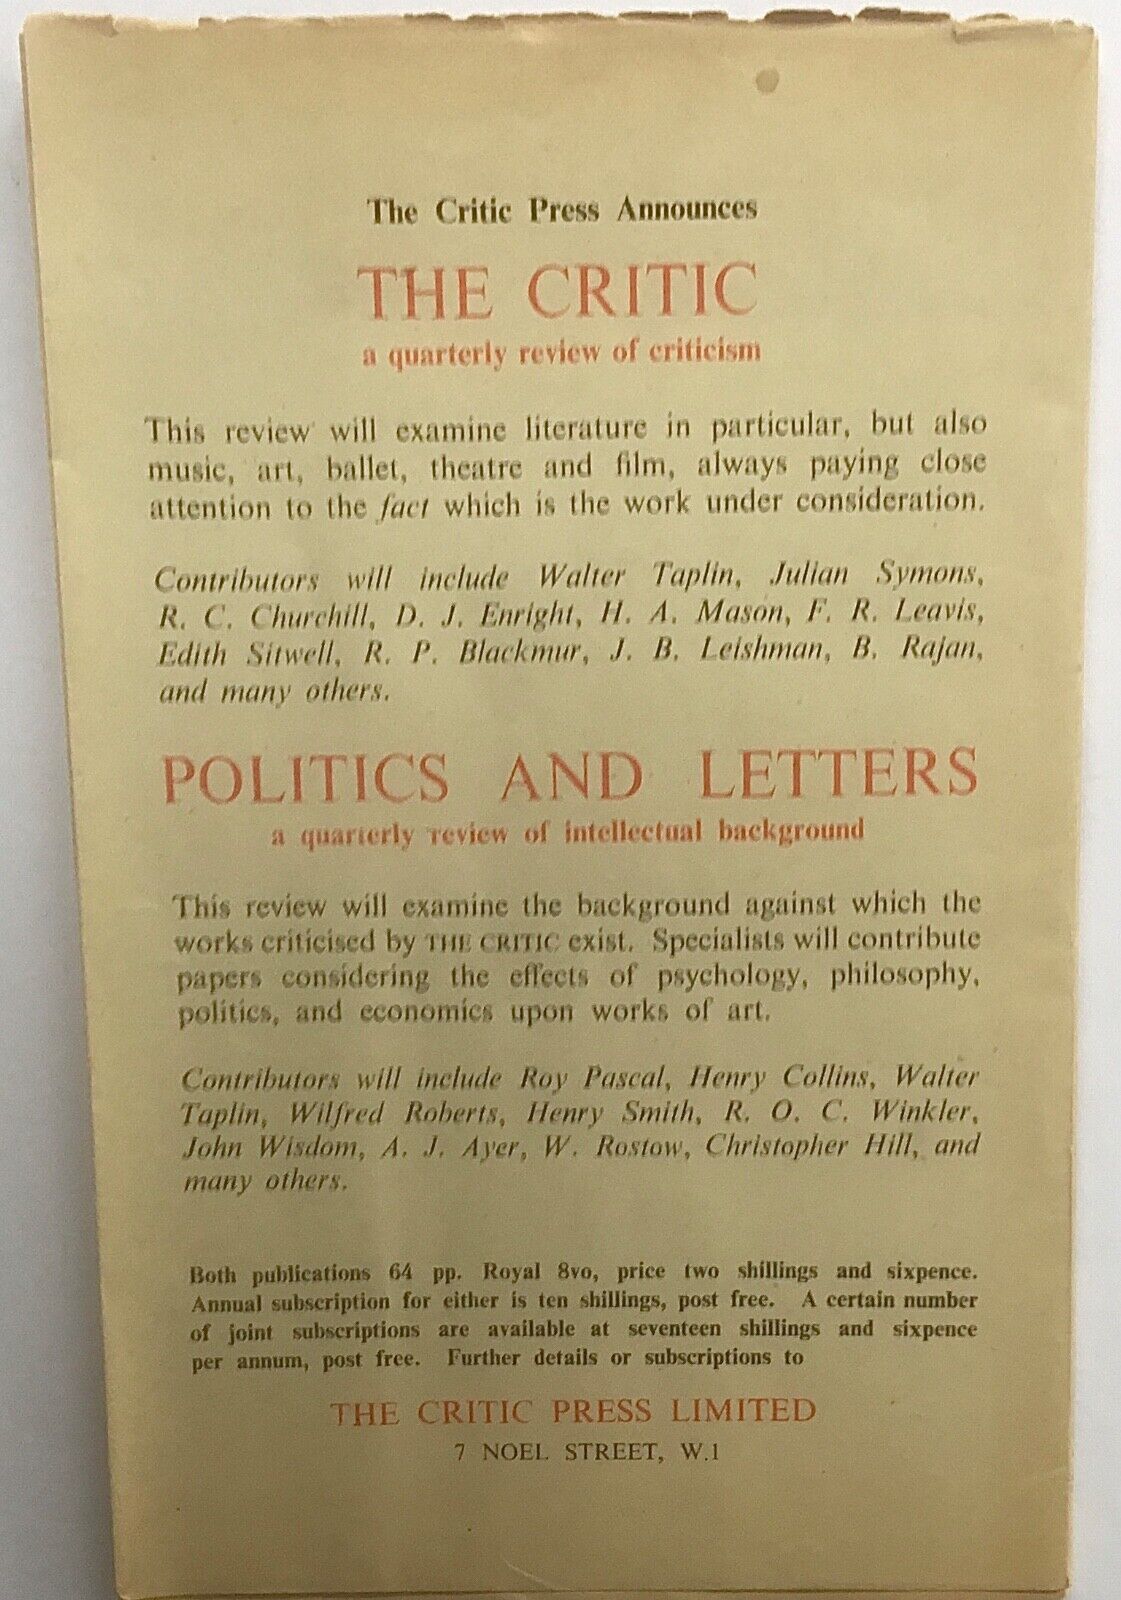 The Critic Press Announces
THE CRITIC
a quarterly review of criticism
This review will examine literature in particular, but also
music, art, ballet, theatre and film, always paying close
attention to the fact which is the work under consideration.
Contributors will include Walter Taplin, Julian Symons,
R. C. Churchill, D. J. Enright, H. A. Mason, F. R. Leavis,
Edith Sitwell, R. P. Blackmur, J. B. Leishman, B. Rajan,
and many others.
POLITICS AND LETTERS
a quarterly review of intellectual background
This review will examine the background against which the
works criticised by THE CRITIC exist. Specialists will contribute
papers considering the effects of psychology, philosophy,
politics, and economics upon works of art.
Contributors will include Roy Pascal, Henry Collins, Walter
Taplin, Wilfred Roberts, Henry Smith, R. O. C. Winkler,
John Wisdom, A. J. Ayer, W. Rostow, Christopher Hill, and
many others.
Both publications 64 pp. Royal 8vo, price two shillings and sixpence.
Annual subscription for either is ten shillings, post free. A certain number
of joint subscriptions are available at seventeen shillings and sixpence
per annum, post free. Further details or subscriptions to
THE CRITIC PRESS LIMITED
7 NOEL STREET, W.1